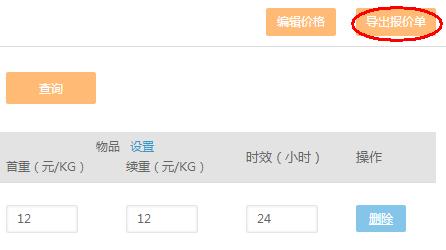 编辑价格 导出报价单
查询
物品 设置
首重（元/KG） 续重（元/KG） 时效（小时） 操作
12 12 24 删除